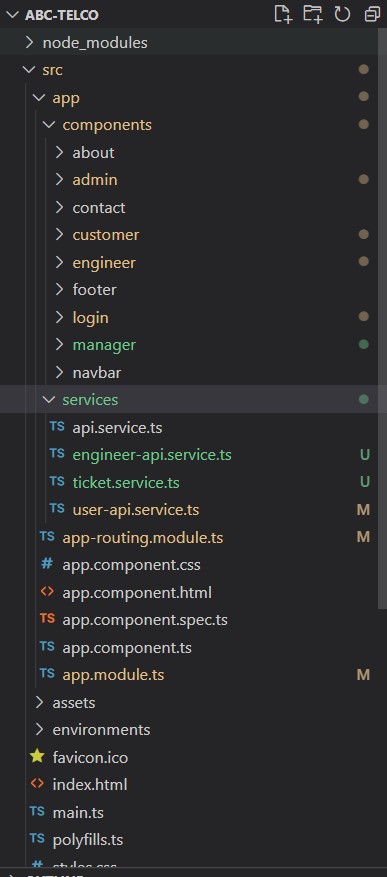 ABC-TELCO
node_modules
src
app
components
about
admin
contact
customer
engineer
footer
login
manager
navbar
services
TS api.service.ts
TS engineer-api.service.ts U
TS ticket.service.ts U
TS user-api.service.ts M
TS app-routing.module.ts M
# app.component.css
<> app.component.html
TS app.component.spec.ts
TS app.component.ts
TS app.module.ts M
assets
environments
favicon.ico
<> index.html
TS main.ts
TS polyfills.ts
# styles.css
OUTLINE